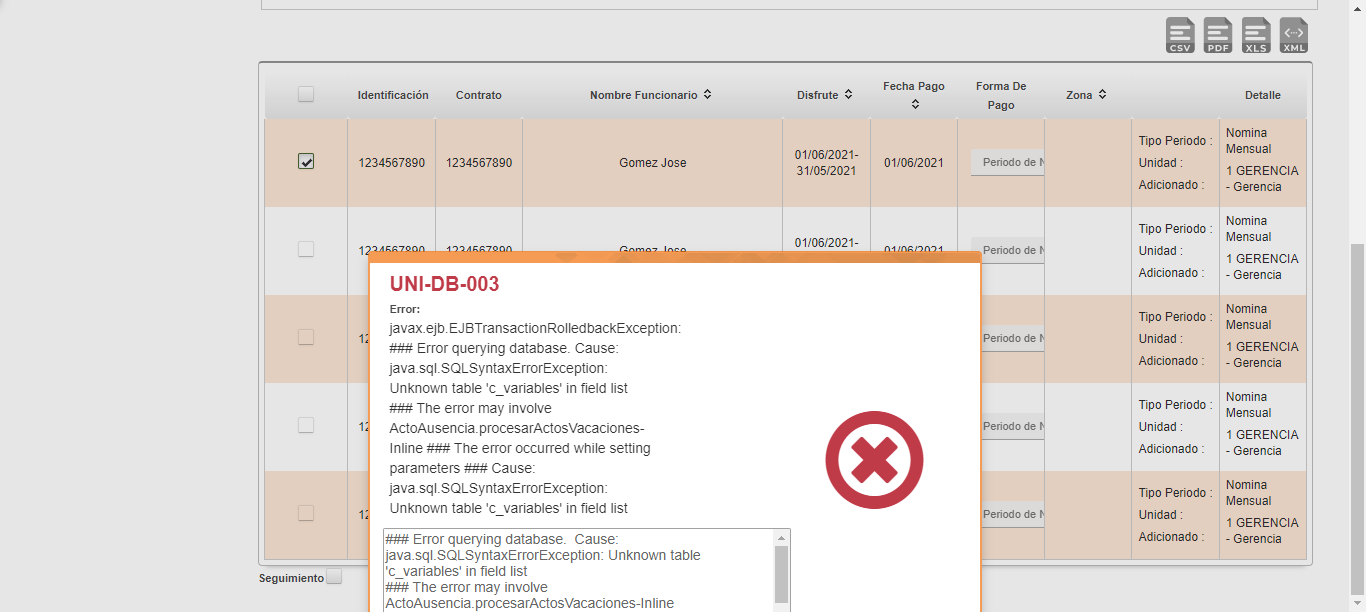 CSV PDF XLS XML
Identificación Contrato Nombre Funcionario Disfrute Fecha Pago Forma De Pago Zona Detalle
1234567890 1234567890 Gomez Jose 01/06/2021-31/05/2021 01/06/2021 Periodo de N
Tipo Periodo : Nomina Mensual
Unidad : 1 GERENCIA - Gerencia
Adicionado :
1234567890 1234567890 Gomez Jose 01/06/2021- 01/06/2021 Periodo de N
Tipo Periodo : Nomina Mensual
Unidad : 1 GERENCIA - Gerencia
Adicionado :
12 Periodo de N
Tipo Periodo : Nomina Mensual
Unidad : 1 GERENCIA - Gerencia
Adicionado :
12 Periodo de N
Tipo Periodo : Nomina Mensual
Unidad : 1 GERENCIA - Gerencia
Adicionado :
12 Periodo de N
Tipo Periodo : Nomina Mensual
Unidad : 1 GERENCIA - Gerencia
Adicionado :
Seguimiento
UNI-DB-003
Error:
javax.ejb.EJBTransactionRolledbackException:
### Error querying database. Cause:
java.sql.SQLSyntaxErrorException:
Unknown table 'c_variables' in field list
### The error may involve
ActoAusencia.procesarActosVacaciones-
Inline ### The error occurred while setting
parameters ### Cause:
java.sql.SQLSyntaxErrorException:
Unknown table 'c_variables' in field list
### Error querying database. Cause:
java.sql.SQLSyntaxErrorException: Unknown table
'c_variables' in field list
### The error may involve
ActoAusencia.procesarActosVacaciones-Inline